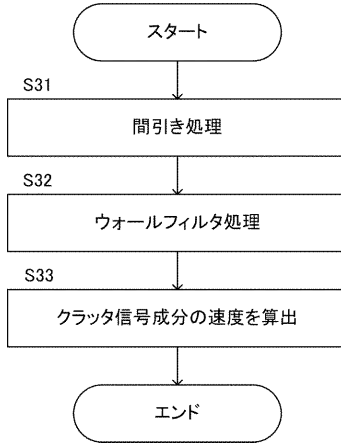 スタート
S31
間引き処理
S32
ウォールフィルタ処理
S33
クラッタ信号成分の速度を算出
エンド